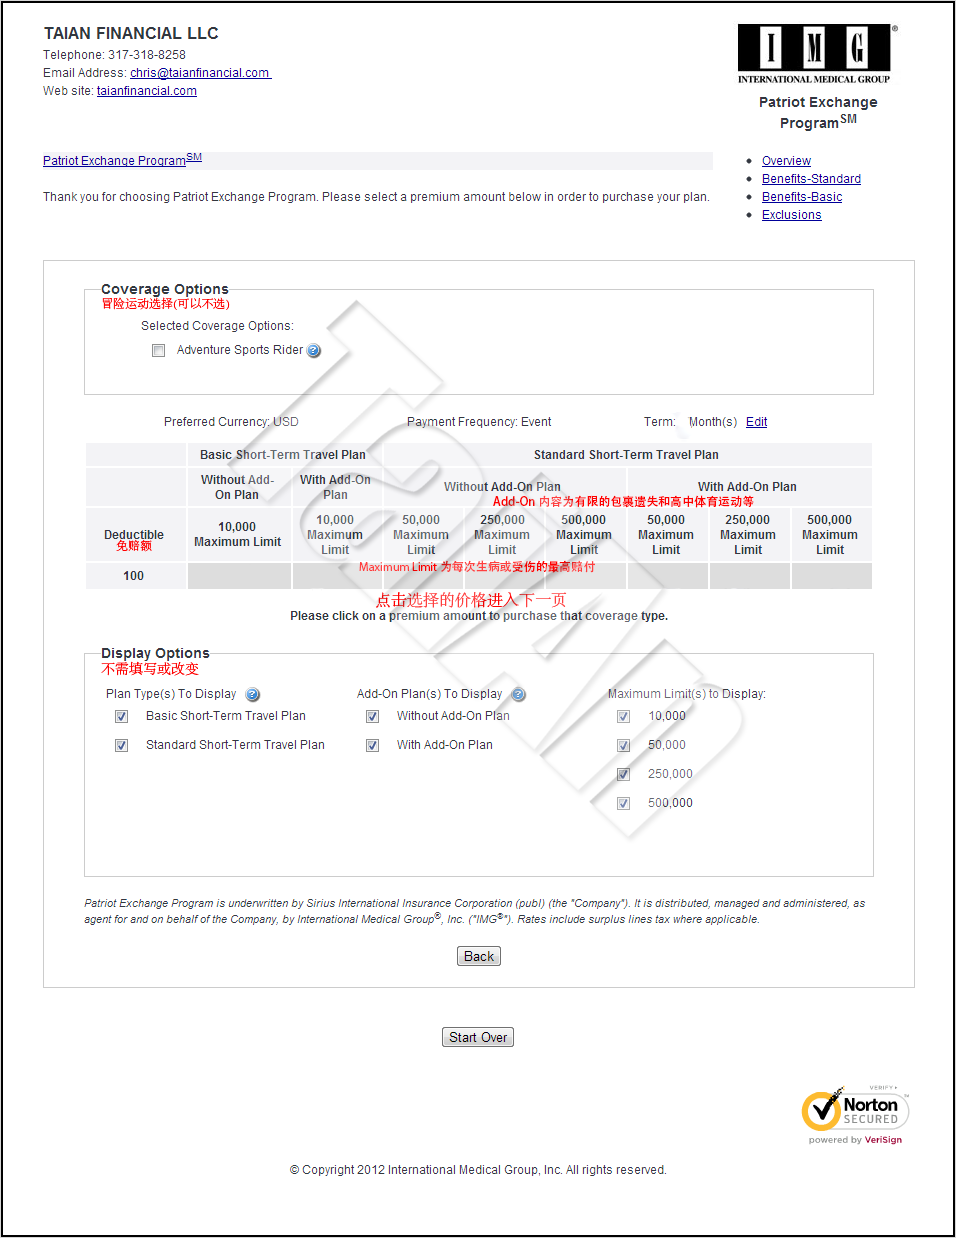 TAIAN FINANCIAL LLC
Telephone: 317-318-8258
Email Address: chris@taianfinancial.com
Web site: taianfinancial.com
I M G ®
INTERNATIONAL MEDICAL GROUP
Patriot Exchange
Program SM
Patriot Exchange Program SM
Thank you for choosing Patriot Exchange Program. Please select a premium amount below in order to purchase your plan.
• Overview
• Benefits-Standard
• Benefits-Basic
• Exclusions
Coverage Options
冒险运动选择(可以不选)
Selected Coverage Options:
Adventure Sports Rider ?
Preferred Currency: USD Payment Frequency: Event Term: Month(s) Edit
Basic Short-Term Travel Plan Standard Short-Term Travel Plan
Without Add-On Plan With Add-On Plan Without Add-On Plan With Add-On Plan
Add-On 内容为有限的包裹遗失和高中体育运动等
Deductible 10,000 Maximum Limit 10,000 Maximum Limit 50,000 Maximum Limit 250,000 Maximum Limit 500,000 Maximum Limit 50,000 Maximum Limit 250,000 Maximum Limit 500,000 Maximum Limit
免赔额
Maximum Limit 为每次生病或受伤的最高赔付
100
点击选择的价格进入下一页
Please click on a premium amount to purchase that coverage type.
Display Options
不需填写或改变
Plan Type(s) To Display ? Add-On Plan(s) To Display ? Maximum Limit(s) to Display:
Basic Short-Term Travel Plan Without Add-On Plan 10,000
Standard Short-Term Travel Plan With Add-On Plan 50,000
250,000
500,000
TaiAn
Patriot Exchange Program is underwritten by Sirius International Insurance Corporation (publ) (the "Company"). It is distributed, managed and administered, as
agent for and on behalf of the Company, by International Medical Group®, Inc. ("IMG®"). Rates include surplus lines tax where applicable.
Back
Start Over
VERIFY
Norton
SECURED
powered by VeriSign
© Copyright 2012 International Medical Group, Inc. All rights reserved.